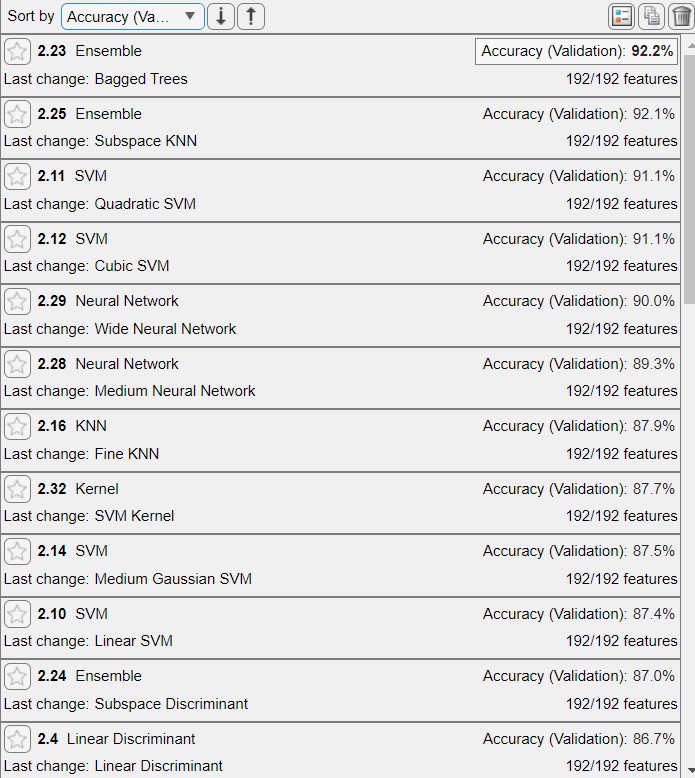 Sort by Accuracy (Va...
2.23 Ensemble Accuracy (Validation): 92.2%
Last change: Bagged Trees 192/192 features
2.25 Ensemble Accuracy (Validation): 92.1%
Last change: Subspace KNN 192/192 features
2.11 SVM Accuracy (Validation): 91.1%
Last change: Quadratic SVM 192/192 features
2.12 SVM Accuracy (Validation): 91.1%
Last change: Cubic SVM 192/192 features
2.29 Neural Network Accuracy (Validation): 90.0%
Last change: Wide Neural Network 192/192 features
2.28 Neural Network Accuracy (Validation): 89.3%
Last change: Medium Neural Network 192/192 features
2.16 KNN Accuracy (Validation): 87.9%
Last change: Fine KNN 192/192 features
2.32 Kernel Accuracy (Validation): 87.7%
Last change: SVM Kernel 192/192 features
2.14 SVM Accuracy (Validation): 87.5%
Last change: Medium Gaussian SVM 192/192 features
2.10 SVM Accuracy (Validation): 87.4%
Last change: Linear SVM 192/192 features
2.24 Ensemble Accuracy (Validation): 87.0%
Last change: Subspace Discriminant 192/192 features
2.4 Linear Discriminant Accuracy (Validation): 86.7%
Last change: Linear Discriminant 192/192 features